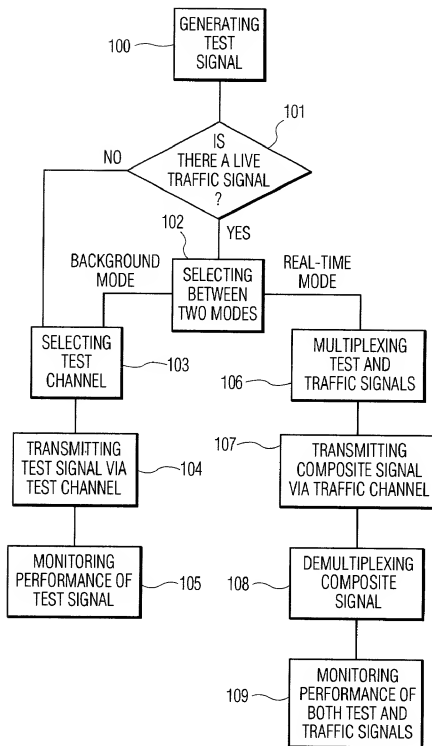 GENERATING
TEST
SIGNAL
100
101
IS
THERE A LIVE
TRAFFIC SIGNAL
?
NO
YES
102
BACKGROUND
MODE
SELECTING
BETWEEN
TWO MODES
REAL-TIME
MODE
SELECTING
TEST
CHANNEL
103
MULTIPLEXING
TEST AND
TRAFFIC SIGNALS
106
TRANSMITTING
TEST SIGNAL VIA
TEST CHANNEL
104
107
TRANSMITTING
COMPOSITE SIGNAL
VIA TRAFFIC CHANNEL
MONITORING
PERFORMANCE OF
TEST SIGNAL
105
DEMULTIPLEXING
COMPOSITE
SIGNAL
108
MONITORING
PERFORMANCE OF
BOTH TEST AND
TRAFFIC SIGNALS
109